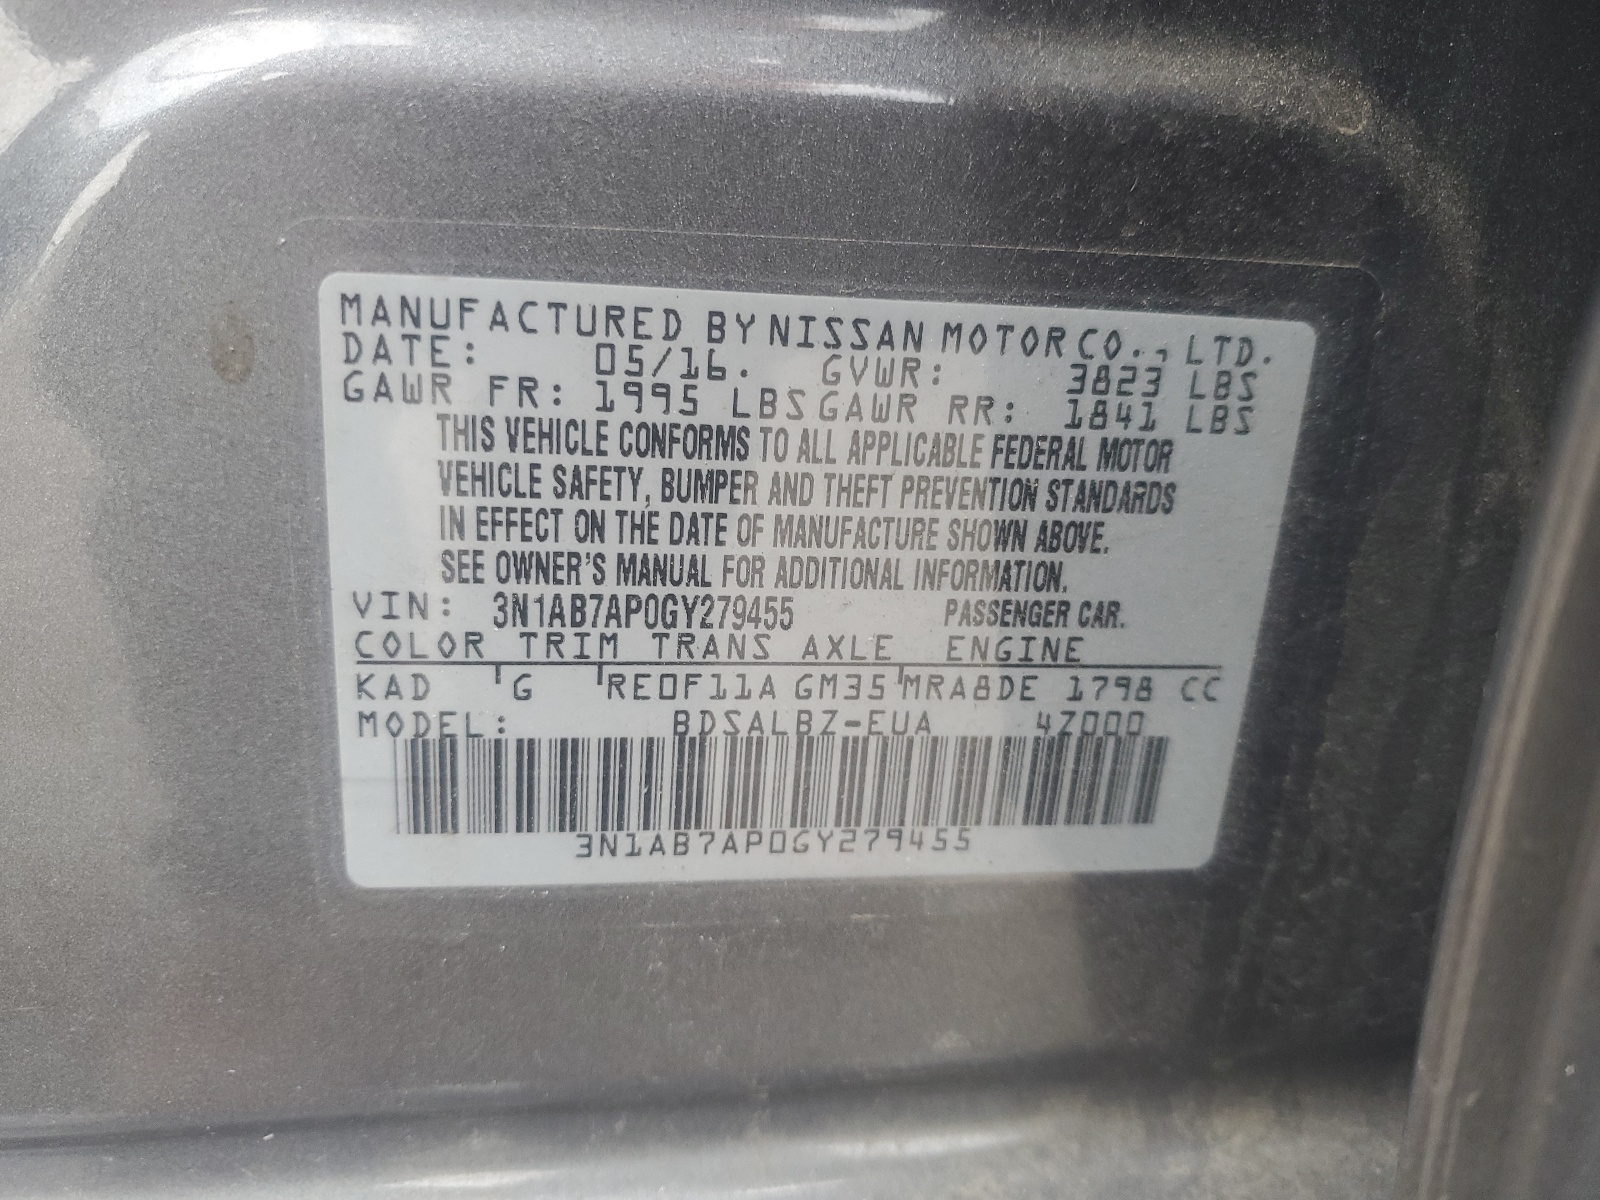 MANUFACTURED BY NISSAN MOTOR CO., LTD.
DATE: 05/16. GVWR: 3823 LBS
GAWR FR: 1995 LBS GAWR RR: 1841 LBS
THIS VEHICLE CONFORMS TO ALL APPLICABLE FEDERAL MOTOR
VEHICLE SAFETY, BUMPER AND THEFT PREVENTION STANDARDS
IN EFFECT ON THE DATE OF MANUFACTURE SHOWN ABOVE.
SEE OWNER'S MANUAL FOR ADDITIONAL INFORMATION.
VIN: 3N1AB7AP0GY279455 PASSENGER CAR.
COLOR TRIM TRANS AXLE ENGINE
KAD G RE0F11A GM35 MRA8DE 1798 CC
MODEL: BDSALBZ-EUA 4Z000
3N1AB7AP0GY279455